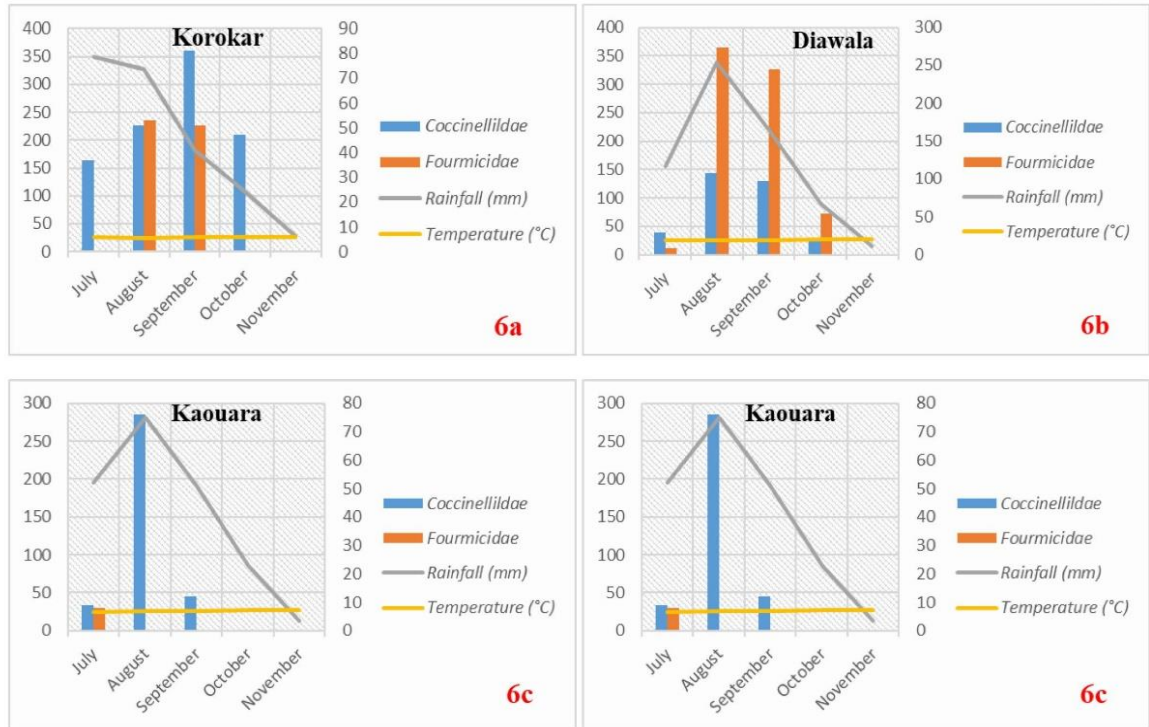 Korokar
400
350
300
250
200
150
100
50
0
90
80
70
60
50
40
30
20
10
0
July
August
September
October
November
Coccinellildae
Fourmicidae
Rainfall (mm)
Temperature (°C)
6a
Diawala
400
350
300
250
200
150
100
50
0
300
250
200
150
100
50
0
July
August
September
October
November
Coccinellildae
Fourmicidae
Rainfall (mm)
Temperature (°C)
6b
Kaouara
300
250
200
150
100
50
0
80
70
60
50
40
30
20
10
0
July
August
September
October
November
Coccinellildae
Fourmicidae
Rainfall (mm)
Temperature (°C)
6c
Kaouara
300
250
200
150
100
50
0
80
70
60
50
40
30
20
10
0
July
August
September
October
November
Coccinellildae
Fourmicidae
Rainfall (mm)
Temperature (°C)
6c